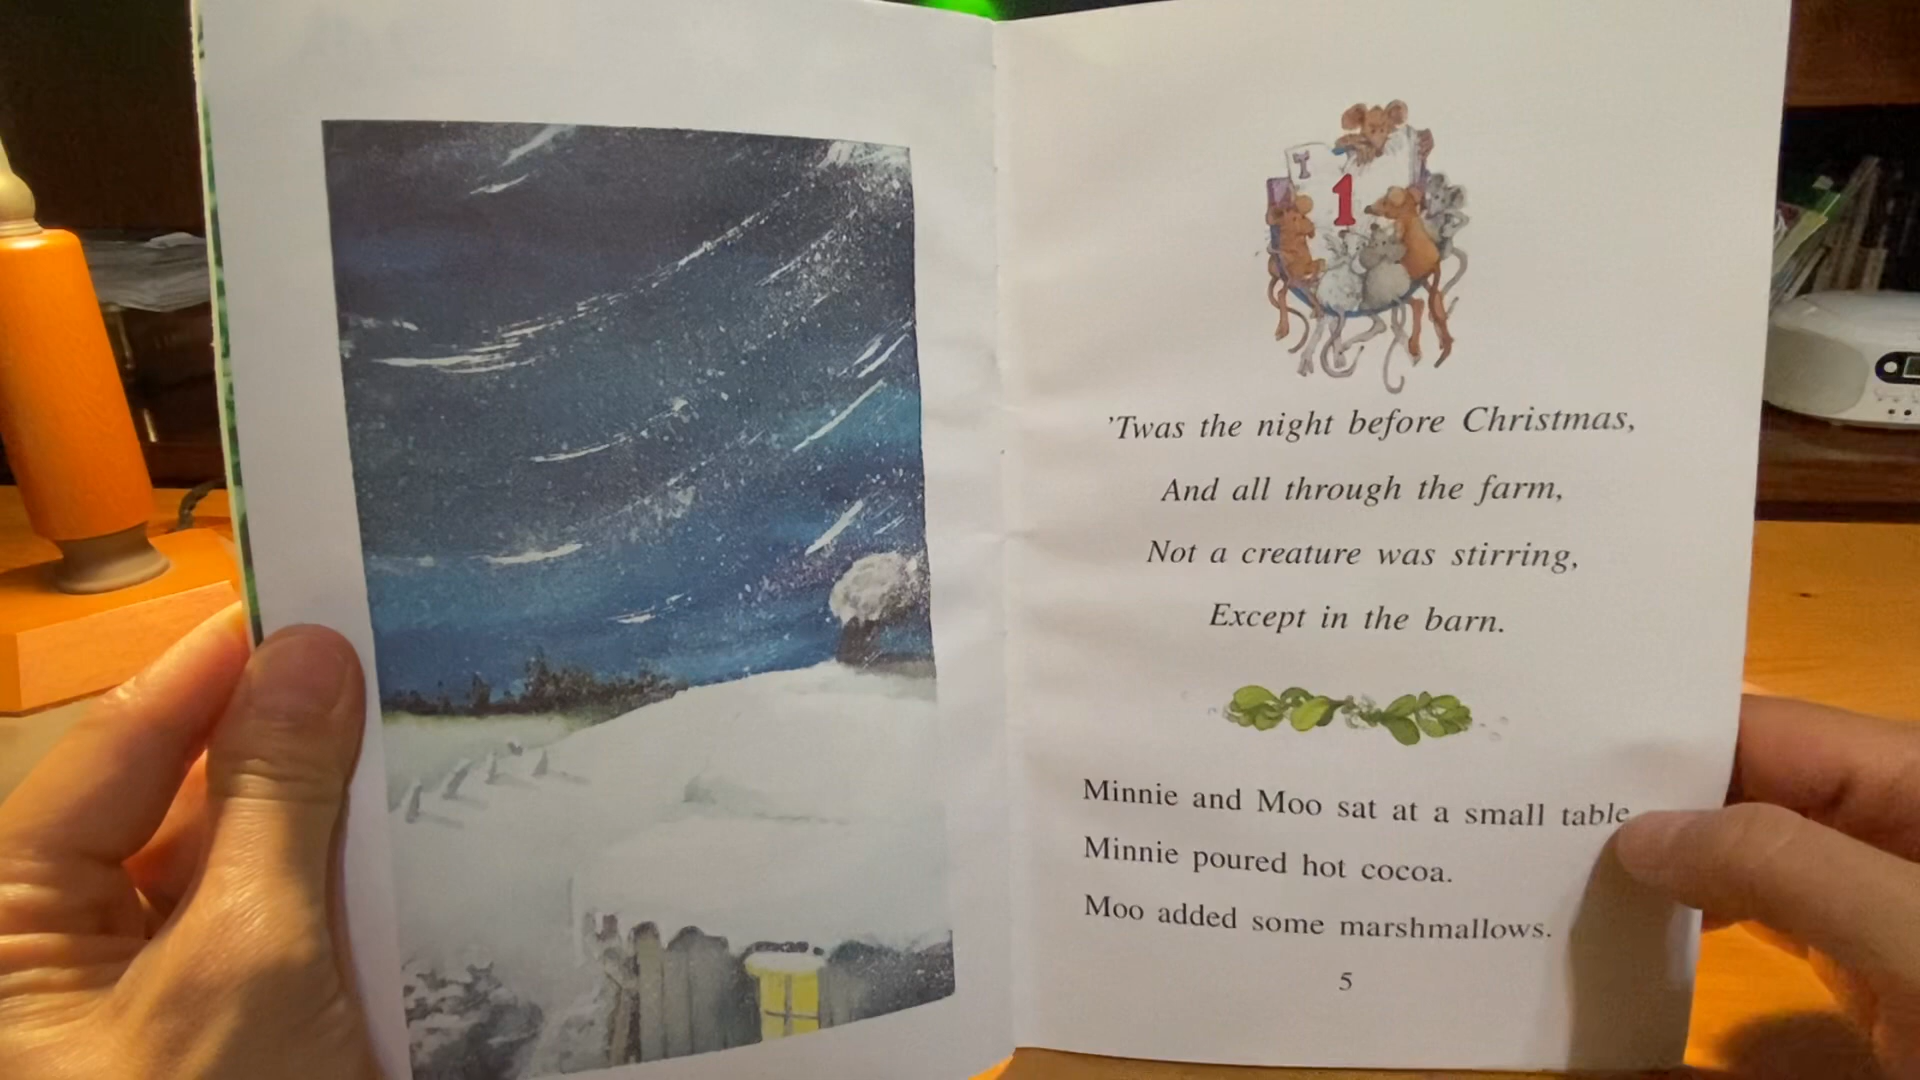 T
1
’Twas the night before Christmas,
And all through the farm,
Not a creature was stirring,
Except in the barn.
Minnie and Moo sat at a small table
Minnie poured hot cocoa.
Moo added some marshmallows.
5